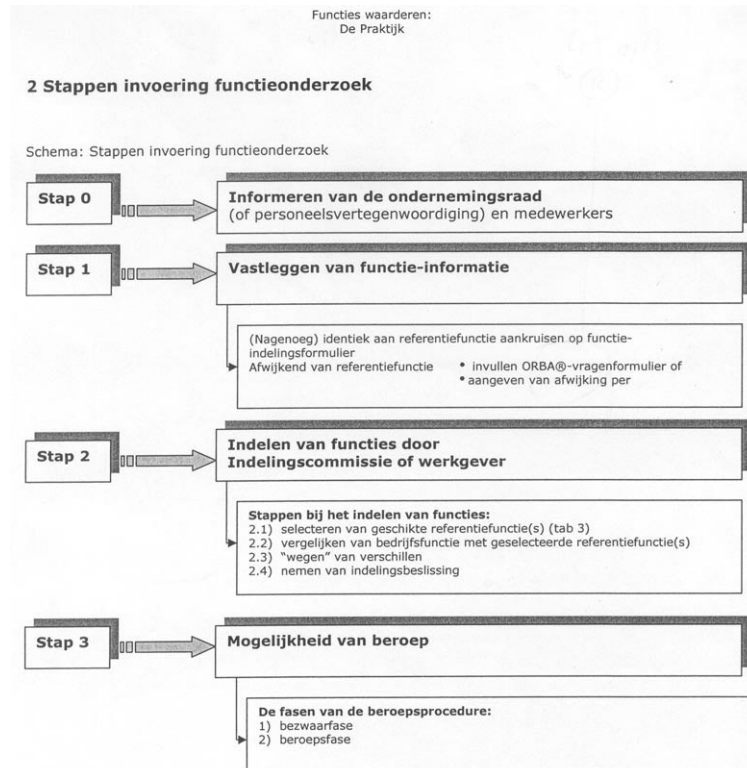 Functies waarderen:
De Praktijk
2 Stappen invoering functieonderzoek
Schema: Stappen invoering functieonderzoek
Stap 0
Informeren van de ondernemingsraad
(of personeelsvertegenwoordiging) en medewerkers
Stap 1
Vastleggen van functie-informatie
(Nagenoeg) identiek aan referentiefunctie aankruisen op functie-
indelingsformulier
Afwijkend van referentiefunctie • invullen ORBA®-vragenformulier of
• aangeven van afwijking per
Stap 2
Indelen van functies door
Indelingscommissie of werkgever
Stappen bij het indelen van functies:
2.1) selecteren van geschikte referentiefunctie(s) (tab 3)
2.2) vergelijken van bedrijfsfunctie met geselecteerde referentiefunctie(s)
2.3) "wegen" van verschillen
2.4) nemen van indelingsbeslissing
Stap 3
Mogelijkheid van beroep
De fasen van de beroepsprocedure:
1) bezwaarfase
2) beroepsfase